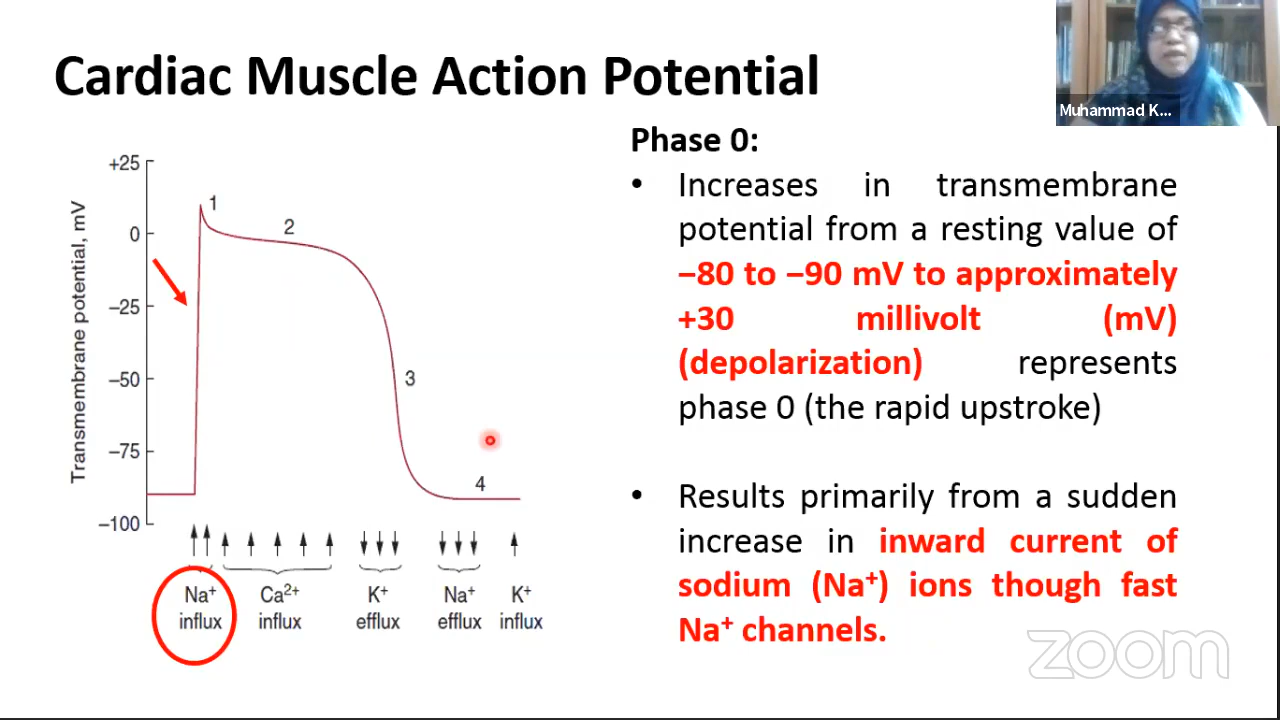 Cardiac Muscle Action Potential
Muhammad K...
Transmembrane potential, mV
+25
0
−25
−50
−75
−100
1
2
3
4
Na⁺
influx
Ca²⁺
influx
K⁺
efflux
Na⁺
efflux
K⁺
influx
Phase 0:
• Increases in transmembrane
potential from a resting value of
−80 to −90 mV to approximately
+30 millivolt (mV)
(depolarization) represents
phase 0 (the rapid upstroke)
• Results primarily from a sudden
increase in inward current of
sodium (Na⁺) ions though fast
Na⁺ channels.
zoom